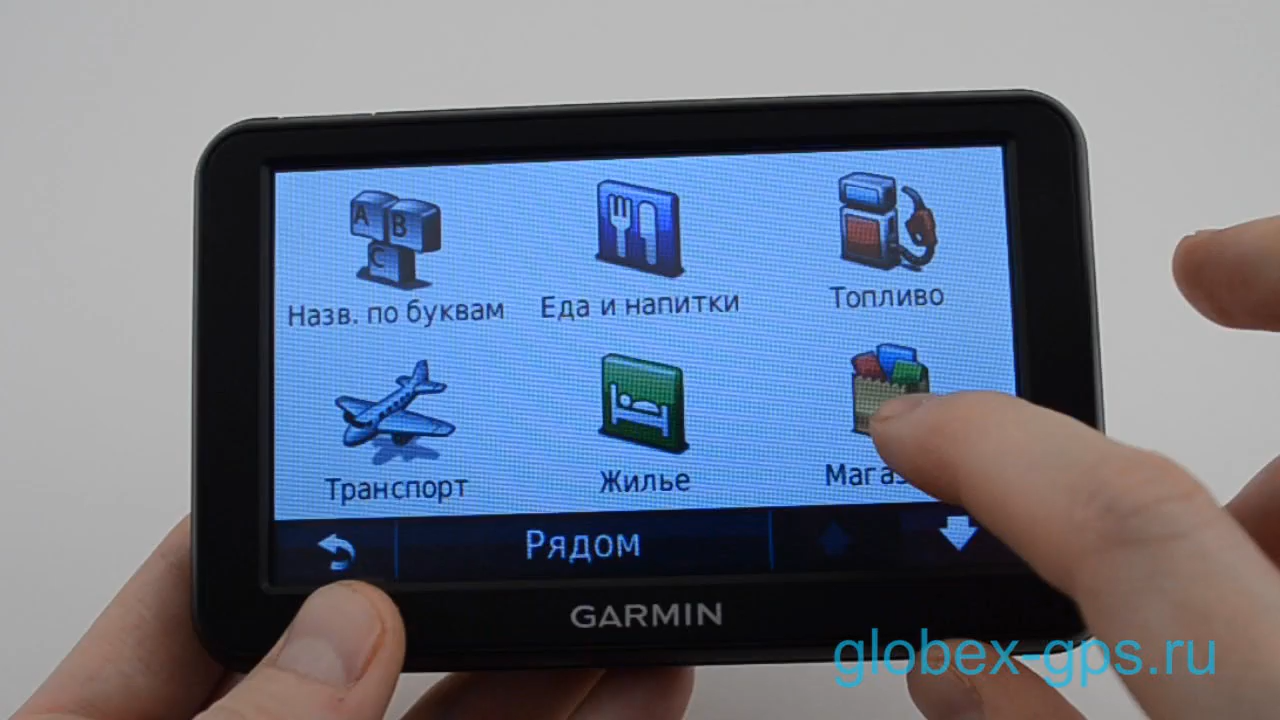 A B C
Назв. по буквам
Еда и напитки
Топливо
Транспорт
Жилье
Рядом
GARMIN
globex-gps.ru